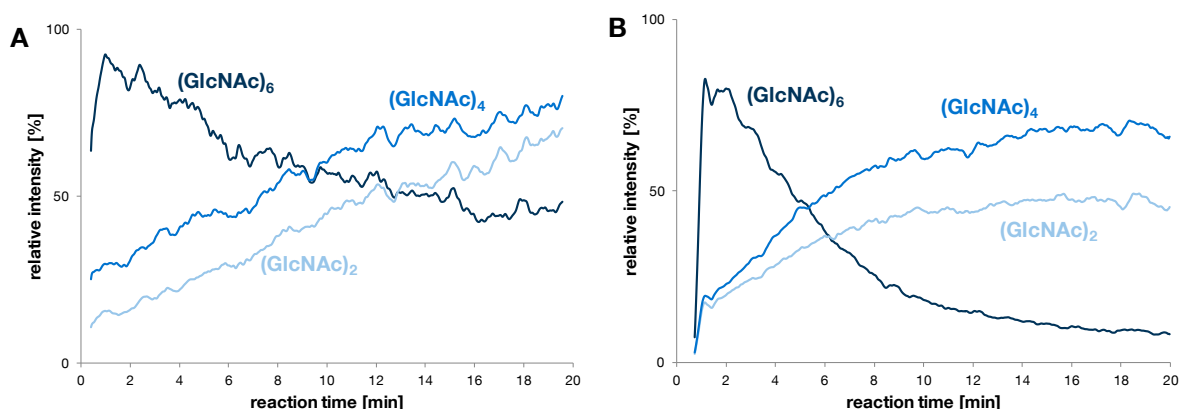 A
100
50
0
relative intensity [%]
(GlcNAc)₆
(GlcNAc)₄
(GlcNAc)₂
0 2 4 6 8 10 12 14 16 18 20
reaction time [min]
B
100
50
0
relative intensity [%]
(GlcNAc)₆
(GlcNAc)₄
(GlcNAc)₂
0 2 4 6 8 10 12 14 16 18 20
reaction time [min]